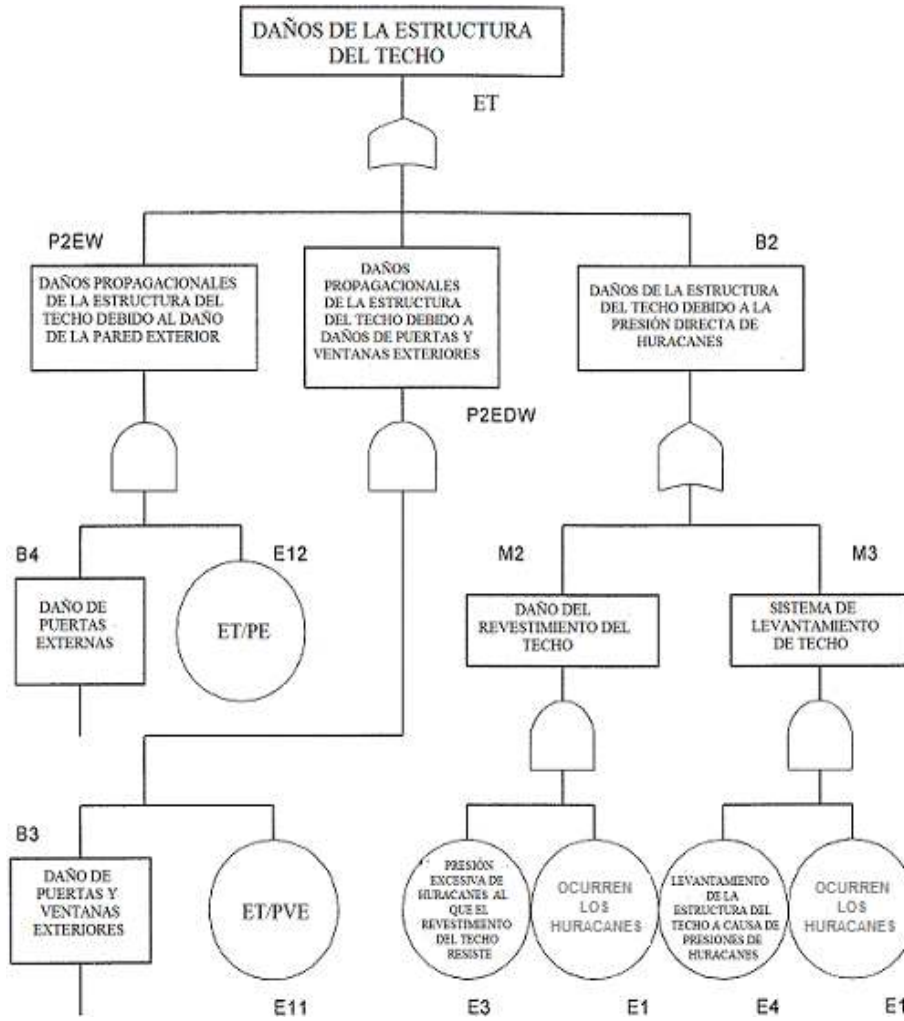 DAÑOS DE LA ESTRUCTURA
DEL TECHO
ET
P2EW
DAÑOS PROPAGACIONALES
DE LA ESTRUCTURA DEL
TECHO DEBIDO AL DAÑO
DE LA PARED EXTERIOR
DAÑOS
PROPAGACIONALES
DE LA ESTRUCTURA
DEL TECHO DEBIDO A
DAÑOS DE PUERTAS Y
VENTANAS EXTERIORES
P2EDW
B2
DAÑOS DE LA ESTRUCTURA
DEL TECHO DEBIDO A LA
PRESIÓN DIRECTA DE
HURACANES
B4
DAÑO DE
PUERTAS
EXTERNAS
E12
ET/PE
M2
DAÑO DEL
REVESTIMIENTO DEL
TECHO
M3
SISTEMA DE
LEVANTAMIENTO
DE TECHO
B3
DAÑO DE
PUERTAS Y
VENTANAS
EXTERIORES
ET/PVE
E11
PRESIÓN
EXCESIVA DE
HURACANES AL
QUE EL
REVESTIMIENTO
DEL TECHO
RESISTE
E3
OCURREN
LOS
HURACANES
E1
LEVANTAMIENTO
DE LA
ESTRUCTURA DEL
TECHO A CAUSA DE
PRESIONES DE
HURACANES
E4
OCURREN
LOS
HURACANES
E1